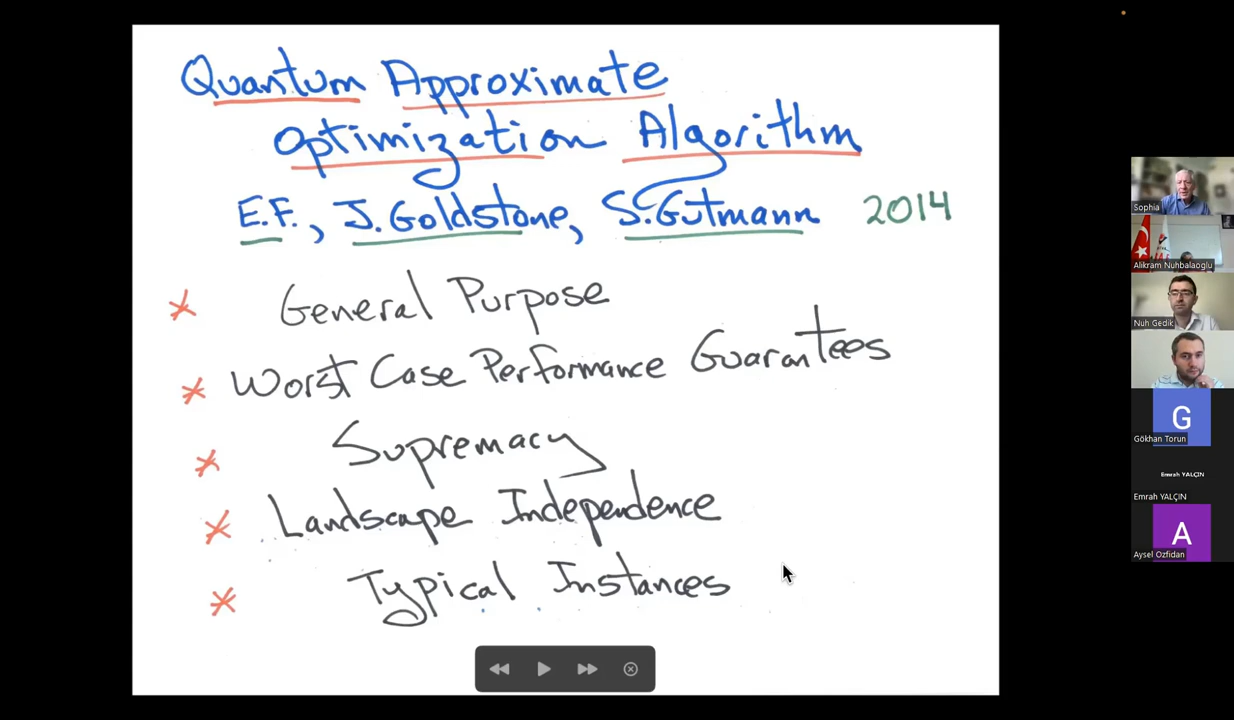 Quantum Approximate
Optimization Algorithm
E.F., J. Goldstone, S. Gutmann 2014
* General Purpose
* Worst Case Performance Guarantees
* Supremacy
* Landscape Independence
* Typical Instances
Sophia
Alikram Nuhbalaoglu
Nuh Gedik
G
Gökhan Torun
Emrah YALÇIN
Emrah YALÇIN
A
Aysel Ozfidan